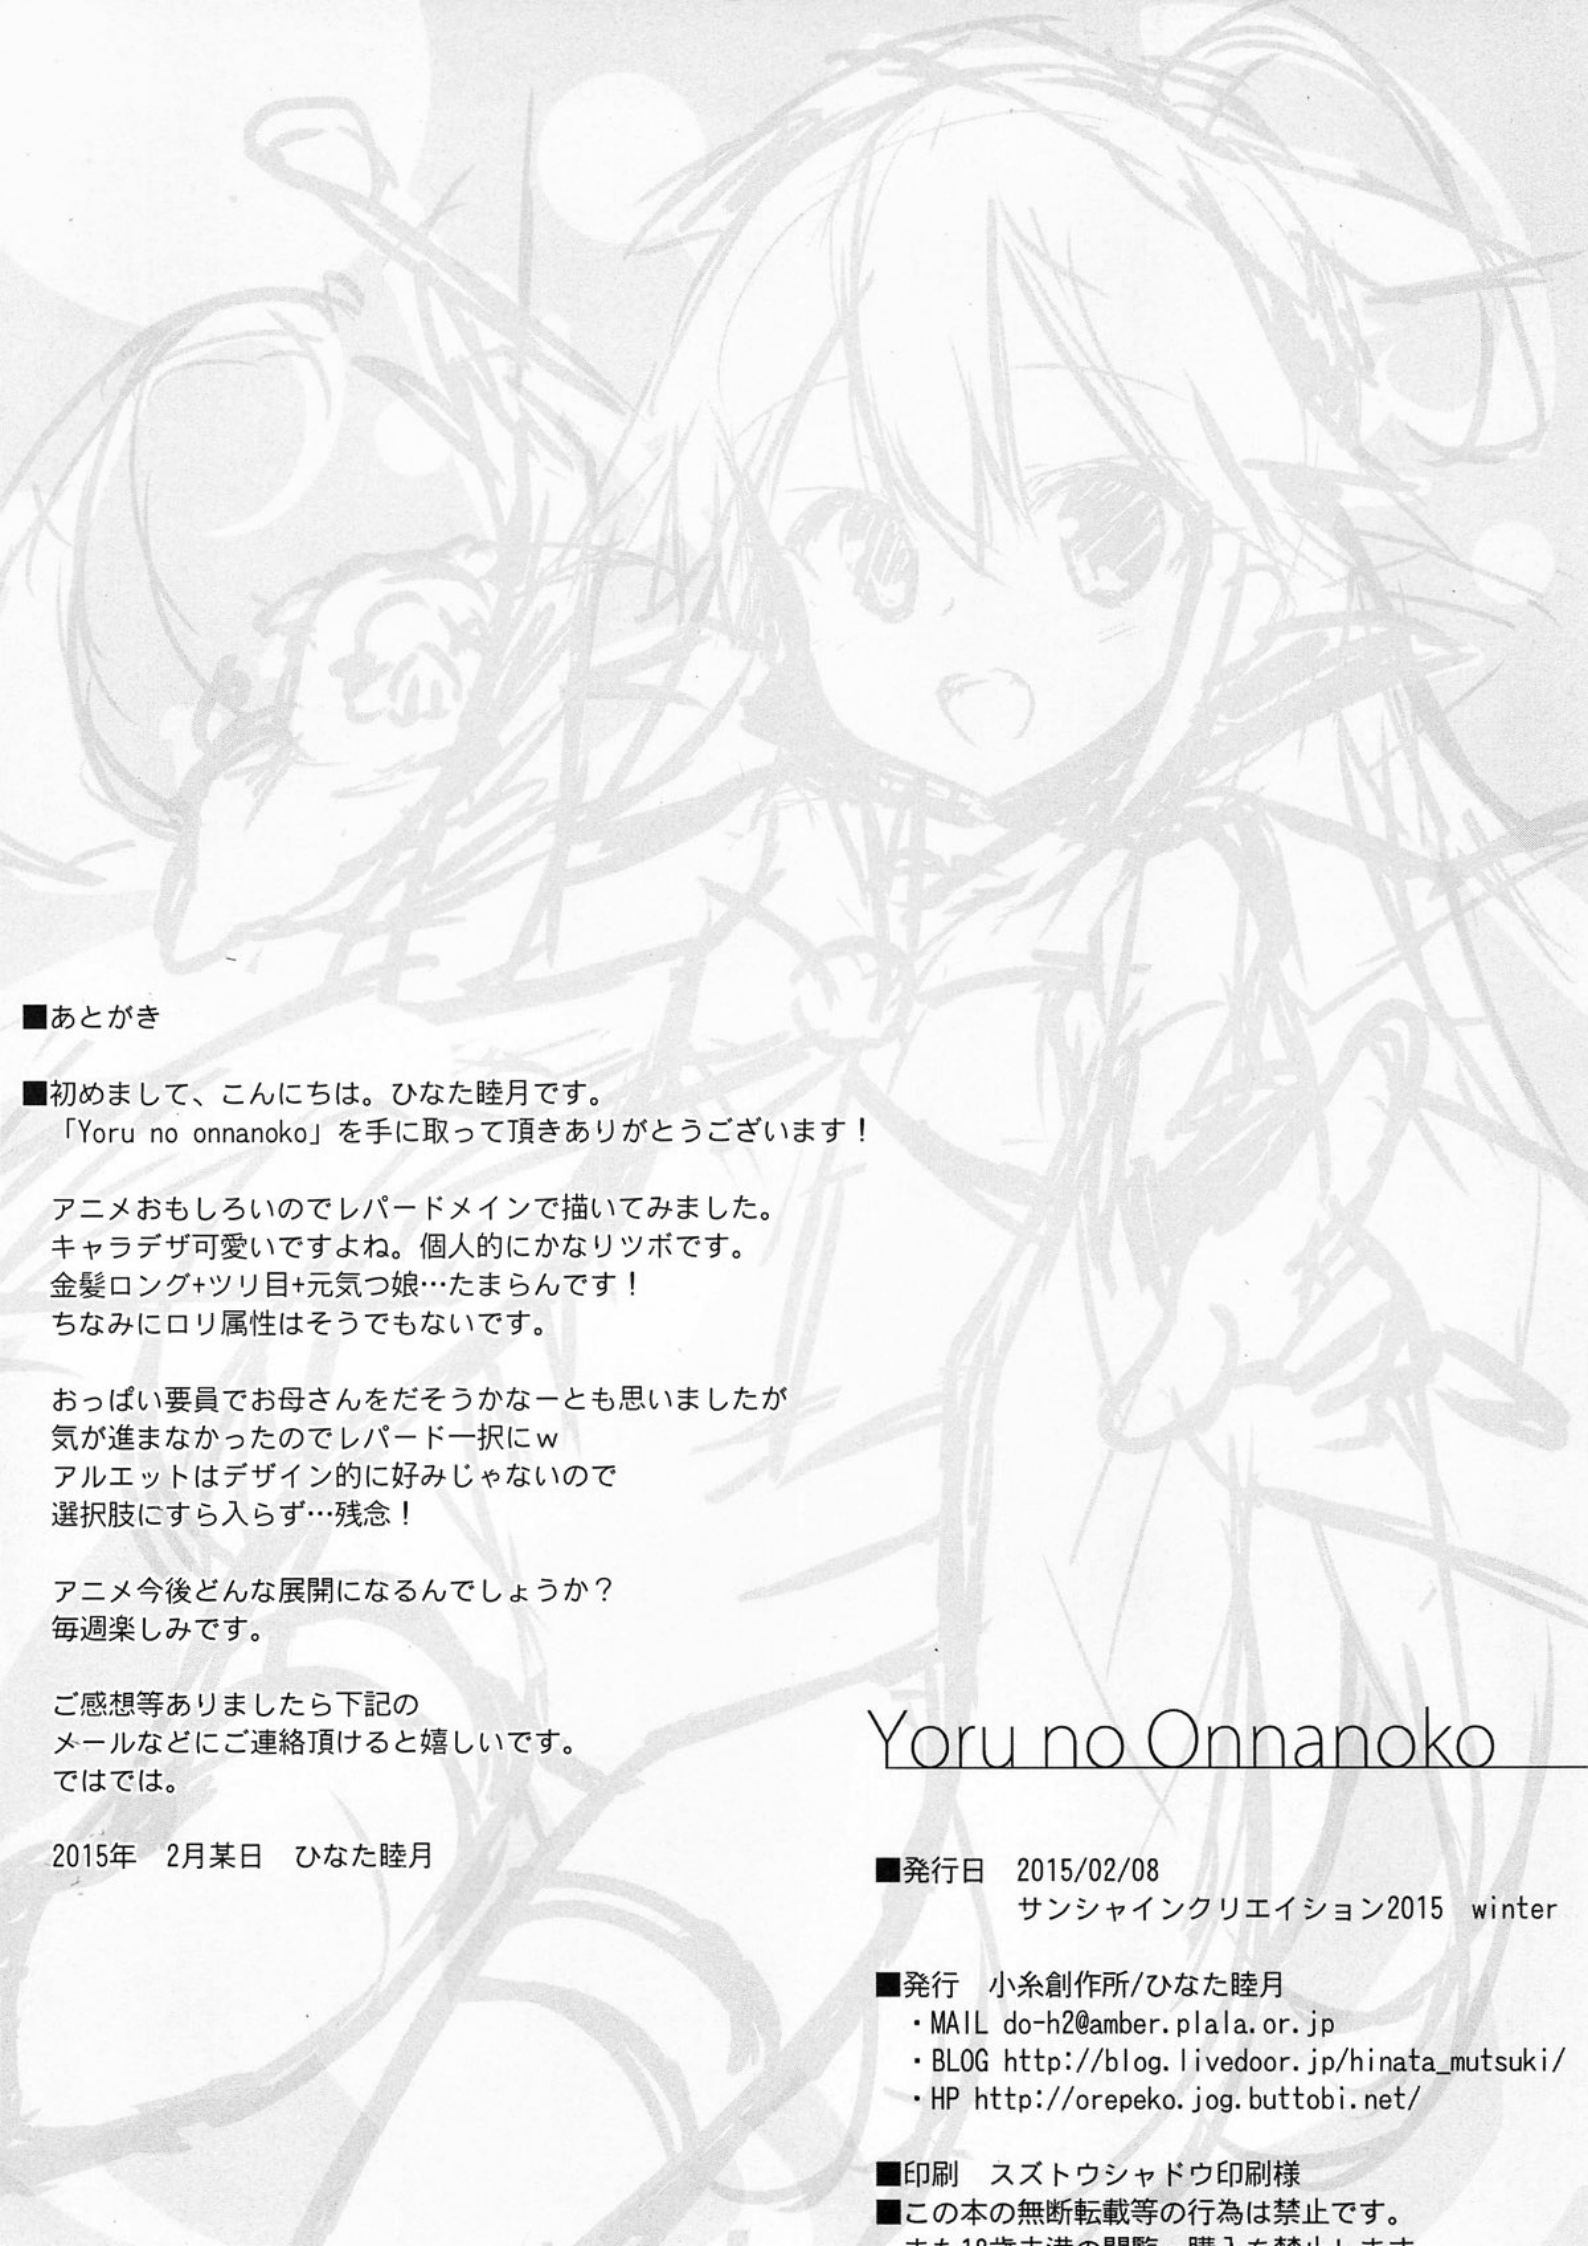 ■あとがき
■初めまして、こんにちは。ひなた睦月です。
「Yoru no onnanoko」を手に取って頂きありがとうございます！
アニメおもしろいのでレパードメインで描いてみました。
キャラデザ可愛いですよね。個人的にかなりツボです。
金髪ロング+ツリ目+元気っ娘…たまらんです！
ちなみにロリ属性はそうでもないです。
おっぱい要員でお母さんをだそうかなーとも思いましたが
気が進まなかったのでレパード一択にｗ
アルエットはデザイン的に好みじゃないので
選択肢にすら入らず…残念！
アニメ今後どんな展開になるんでしょうか？
毎週楽しみです。
ご感想等ありましたら下記の
メールなどにご連絡頂けると嬉しいです。
ではでは。
2015年　2月某日　ひなた睦月
Yoru no Onnanoko
■発行日　2015/02/08
サンシャインクリエイション2015　winter
■発行　小糸創作所/ひなた睦月
・MAIL do-h2@amber.plala.or.jp
・BLOG http://blog.livedoor.jp/hinata_mutsuki/
・HP http://orepeko.jog.buttobi.net/
■印刷　スズトウシャドウ印刷様
■この本の無断転載等の行為は禁止です。